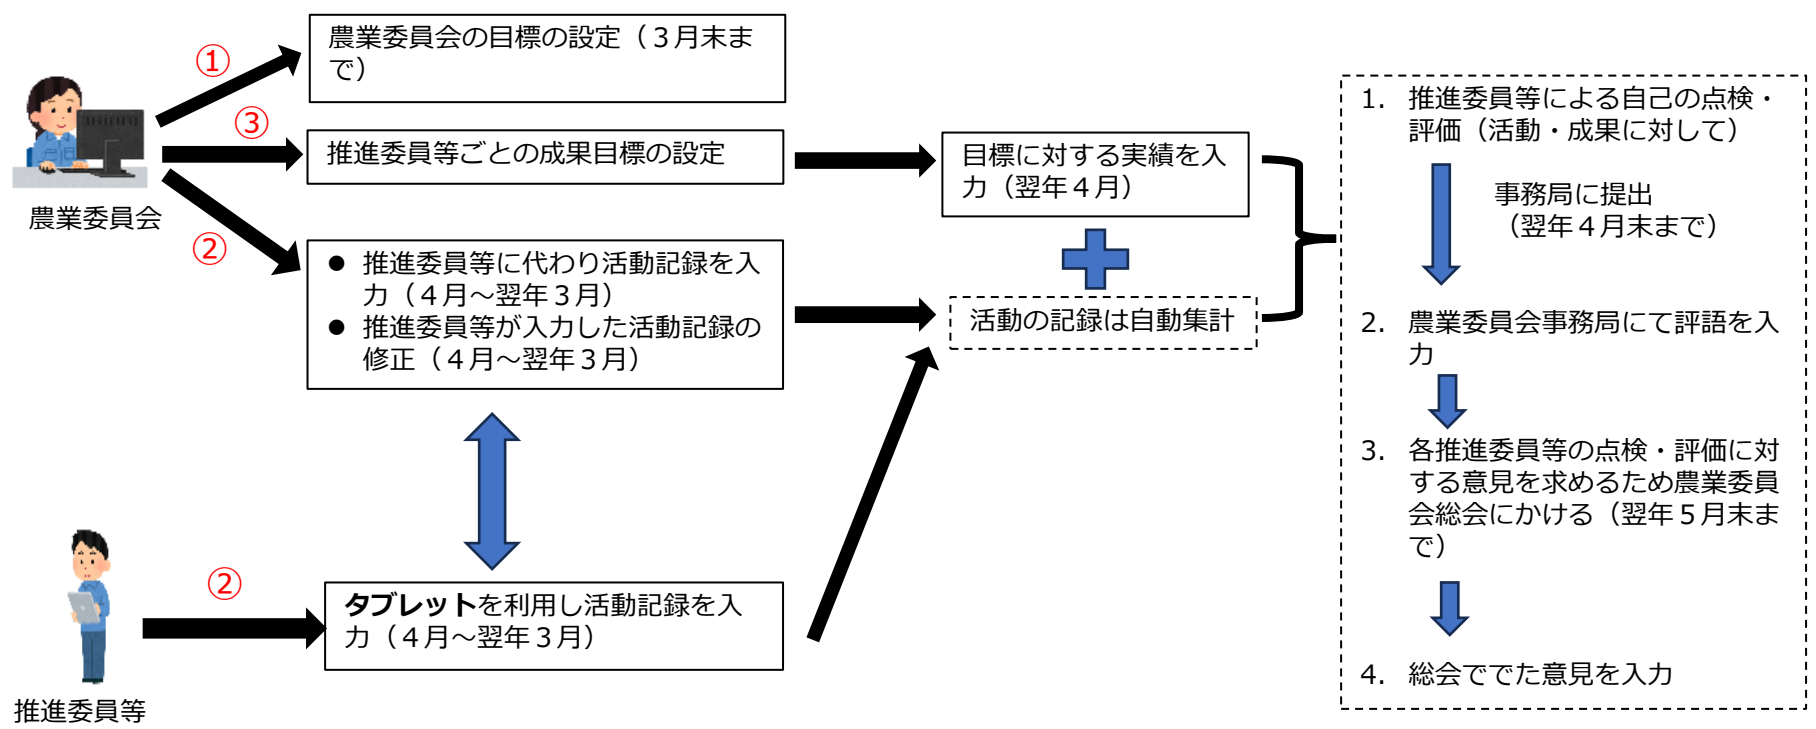 ①
農業委員会の目標の設定(3月末ま
で)
③
推進委員等ごとの成果目標の設定
農業委員会
②
● 推進委員等に代わり活動記録を入
力(4月~翌年3月)
● 推進委員等が入力した活動記録の
修正(4月~翌年3月)
②
タブレットを利用し活動記録を入
力(4月~翌年3月)
推進委員等
目標に対する実績を入
力(翌年4月)
活動の記録は自動集計
1. 推進委員等による自己の点検・
評価(活動・成果に対して)
事務局に提出
(翌年4月末まで)
2. 農業委員会事務局にて評語を入
力
3. 各推進委員等の点検・評価に対
する意見を求めるため農業委員
会総会にかける(翌年5月末ま
で)
4. 総会ででた意見を入力